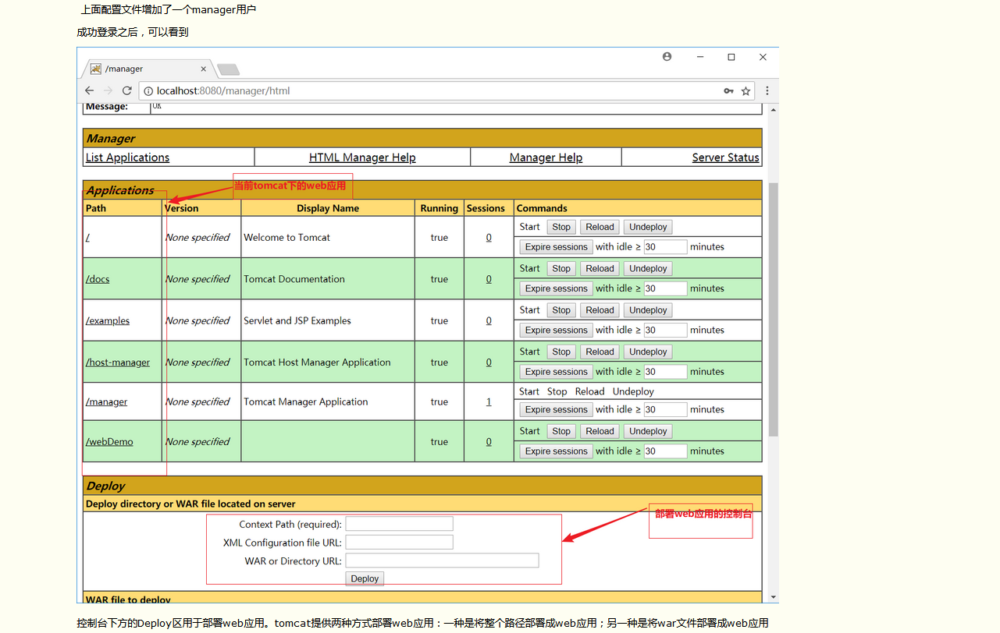 上面配置文件增加了一个manager用户
成功登录之后，可以看到
/manager
localhost:8080/manager/html
Message: OK
Manager
List Applications HTML Manager Help Manager Help Server Status
当前tomcat下的web应用
Applications
Path Version Display Name Running Sessions Commands
/ None specified Welcome to Tomcat true 0 Start Stop Reload Undeploy
Expire sessions with idle ≥ 30 minutes
/docs None specified Tomcat Documentation true 0 Start Stop Reload Undeploy
Expire sessions with idle ≥ 30 minutes
/examples None specified Servlet and JSP Examples true 0 Start Stop Reload Undeploy
Expire sessions with idle ≥ 30 minutes
/host-manager None specified Tomcat Host Manager Application true 0 Start Stop Reload Undeploy
Expire sessions with idle ≥ 30 minutes
/manager None specified Tomcat Manager Application true 1 Start Stop Reload Undeploy
Expire sessions with idle ≥ 30 minutes
/webDemo None specified true 0 Start Stop Reload Undeploy
Expire sessions with idle ≥ 30 minutes
Deploy
Deploy directory or WAR file located on server
部署web应用的控制台
Context Path (required):
XML Configuration file URL:
WAR or Directory URL:
Deploy
WAR file to deploy
控制台下方的Deploy区用于部署web应用。tomcat提供两种方式部署web应用：一种是将整个路径部署成web应用；另一种是将war文件部署成web应用